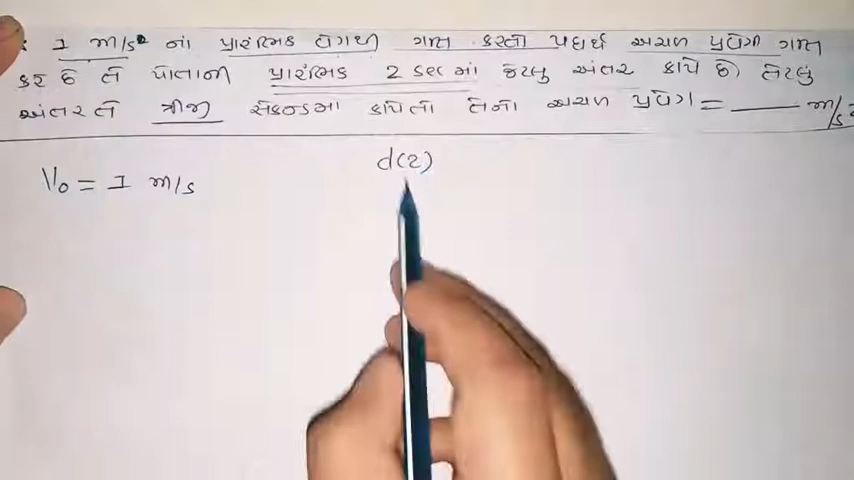 1 m/s નાં પ્રારંભિક વેગથી ગતિ કરતો પદાર્થ અચળ પ્રવેગી ગતિ
કરે છે તે પોતાની પ્રારંભિક 2 sec માં જેટલુ અંતર કાપે છે તેટલું
અંતર તે ત્રીજી સેકન્ડમાં કાપેતો તેનો અચળ પ્રવેગ = ____ m/s²
V₀ = 1 m/s
d(2)